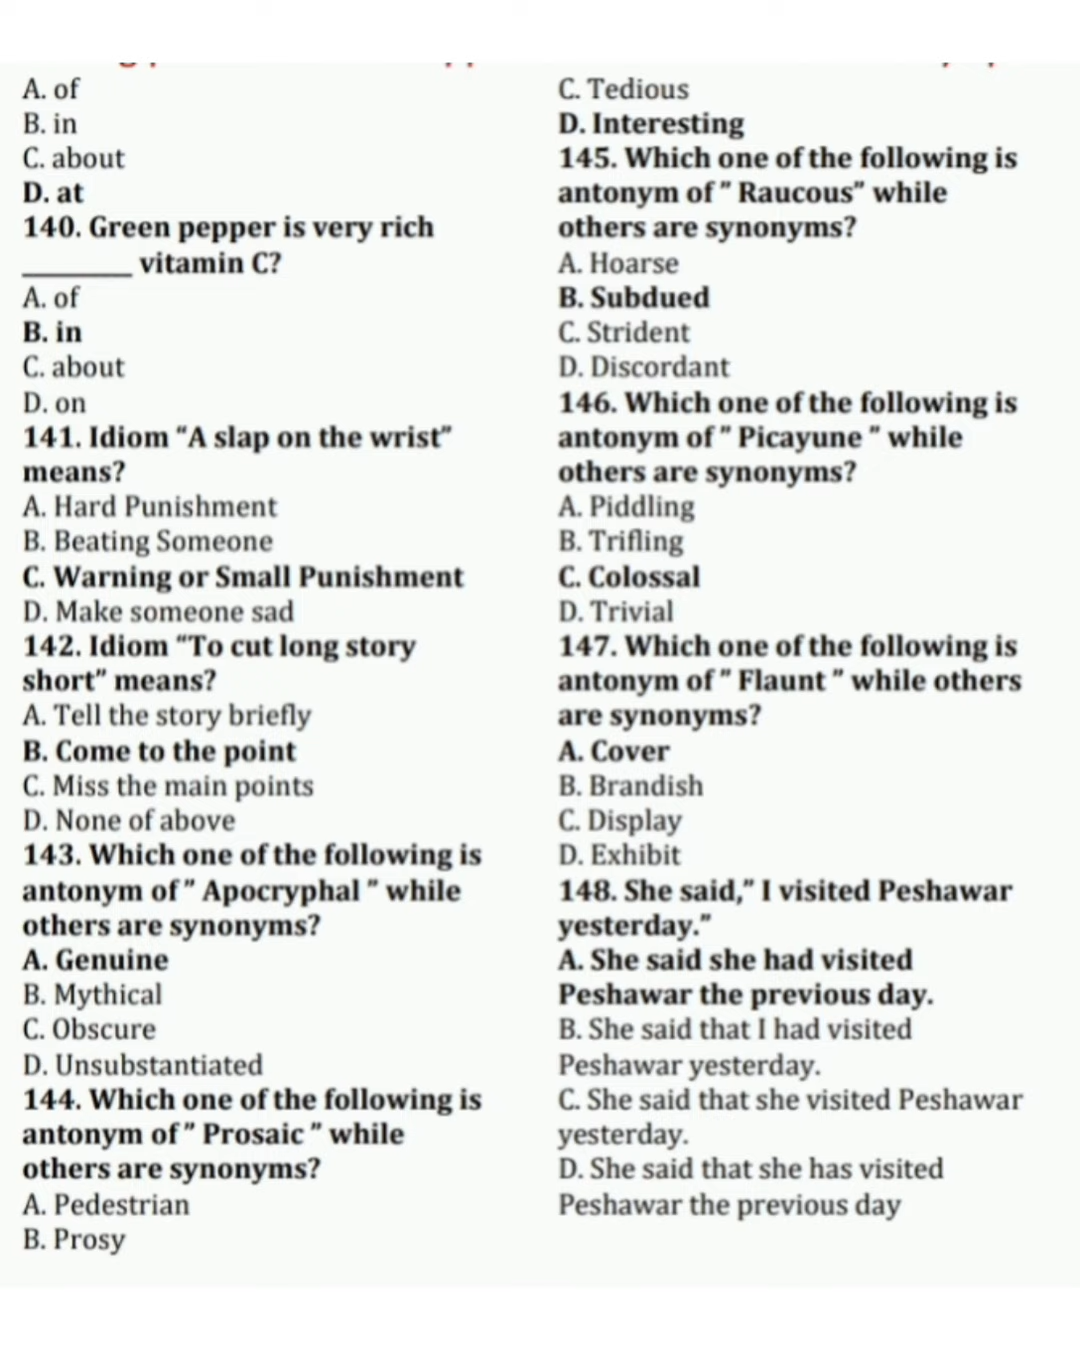 A. of
B. in
C. about
D. at
140. Green pepper is very rich
________ vitamin C?
A. of
B. in
C. about
D. on
141. Idiom “A slap on the wrist”
means?
A. Hard Punishment
B. Beating Someone
C. Warning or Small Punishment
D. Make someone sad
142. Idiom “To cut long story
short” means?
A. Tell the story briefly
B. Come to the point
C. Miss the main points
D. None of above
143. Which one of the following is
antonym of ” Apocryphal ” while
others are synonyms?
A. Genuine
B. Mythical
C. Obscure
D. Unsubstantiated
144. Which one of the following is
antonym of ” Prosaic ” while
others are synonyms?
A. Pedestrian
B. Prosy
C. Tedious
D. Interesting
145. Which one of the following is
antonym of ” Raucous” while
others are synonyms?
A. Hoarse
B. Subdued
C. Strident
D. Discordant
146. Which one of the following is
antonym of ” Picayune ” while
others are synonyms?
A. Piddling
B. Trifling
C. Colossal
D. Trivial
147. Which one of the following is
antonym of ” Flaunt ” while others
are synonyms?
A. Cover
B. Brandish
C. Display
D. Exhibit
148. She said,” I visited Peshawar
yesterday.”
A. She said she had visited
Peshawar the previous day.
B. She said that I had visited
Peshawar yesterday.
C. She said that she visited Peshawar
yesterday.
D. She said that she has visited
Peshawar the previous day